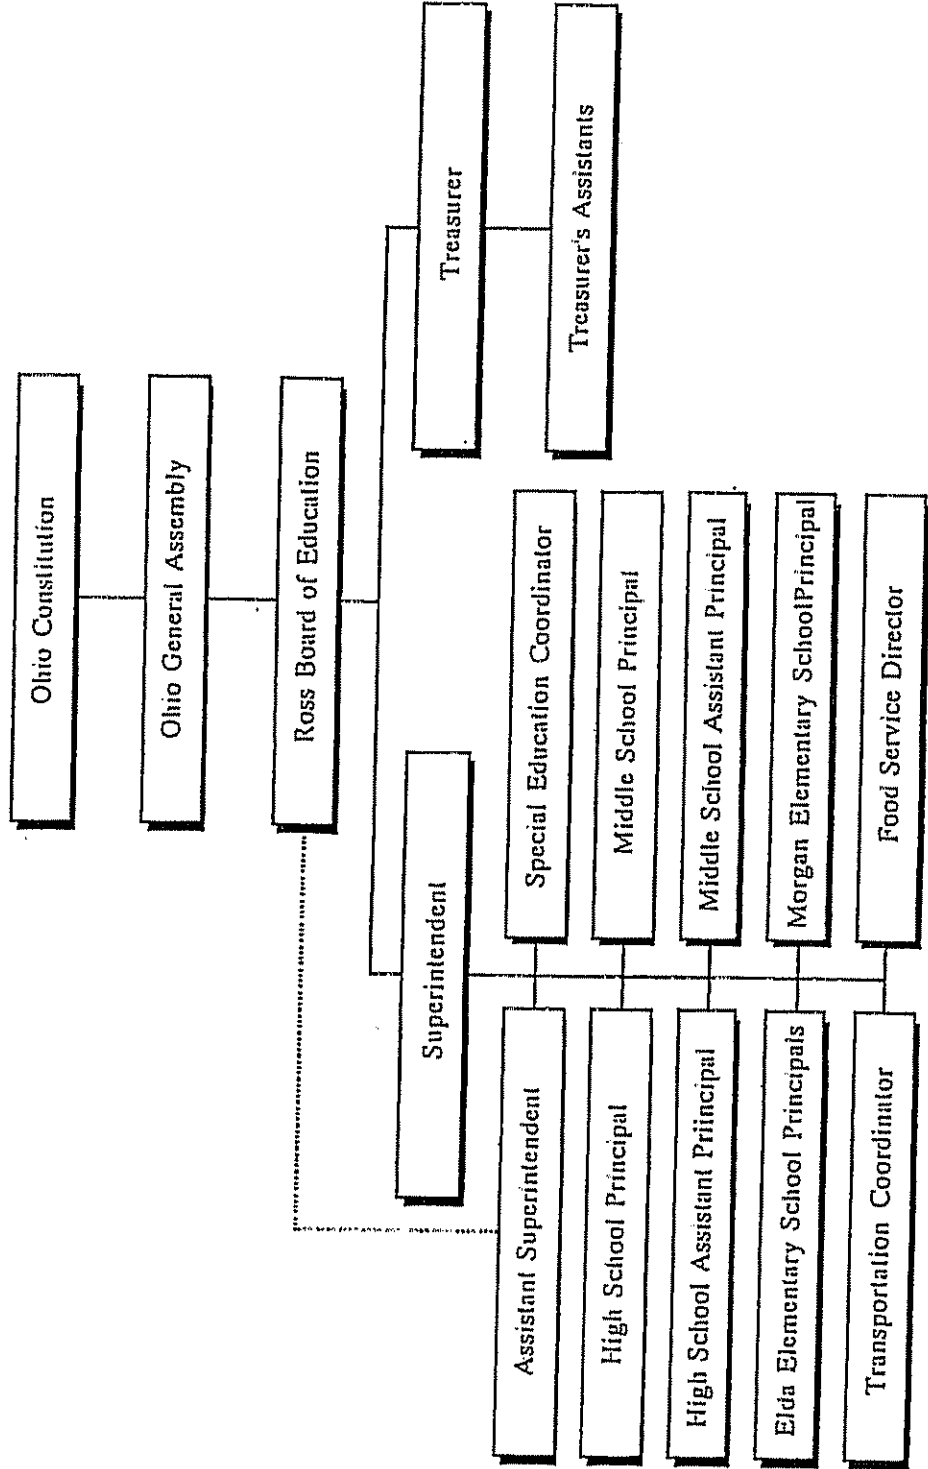 Ohio Constitution
Ohio General Assembly
Ross Board of Education
Superintendent
Treasurer
Treasurer's Assistants
Assistant Superintendent
Special Education Coordinator
High School Principal
Middle School Principal
High School Assistant Priincipal
Middle School Assistant Principal
Elda Elementary School Principals
Morgan Elementary SchoolPrincipal
Transportation Coordinator
Food Service Director